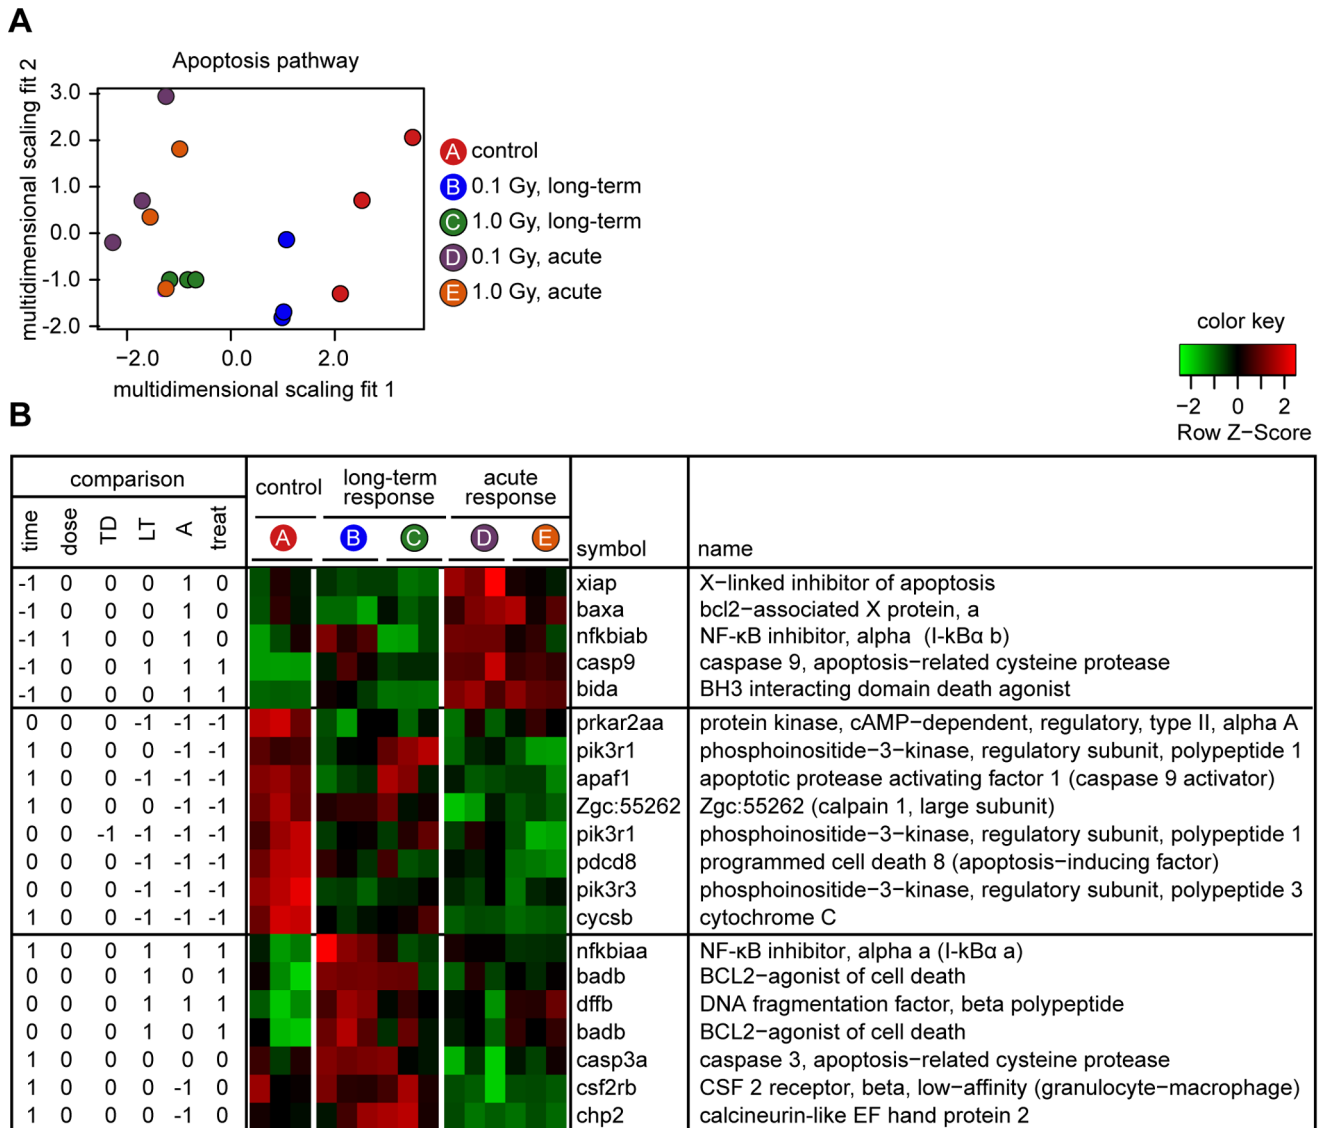 A
Apoptosis pathway
multidimensional scaling fit 2
3.0
2.0
1.0
0.0
-1.0
-2.0
−2.0 0.0 2.0
multidimensional scaling fit 1
A control
B 0.1 Gy, long-term
C 1.0 Gy, long-term
D 0.1 Gy, acute
E 1.0 Gy, acute
color key
−2 0 2
Row Z−Score
B
comparison control long-term response acute response
time dose TD LT A treat A B C D E symbol name
-1 0 0 0 1 0 xiap X−linked inhibitor of apoptosis
-1 0 0 0 1 0 baxa bcl2−associated X protein, a
-1 1 0 0 1 0 nfkbiab NF-κB inhibitor, alpha (I-kBα b)
-1 0 0 1 1 1 casp9 caspase 9, apoptosis−related cysteine protease
-1 0 0 0 1 1 bida BH3 interacting domain death agonist
0 0 0 -1 -1 -1 prkar2aa protein kinase, cAMP−dependent, regulatory, type II, alpha A
1 0 0 0 -1 -1 pik3r1 phosphoinositide−3−kinase, regulatory subunit, polypeptide 1
1 0 0 -1 -1 -1 apaf1 apoptotic protease activating factor 1 (caspase 9 activator)
1 0 0 0 -1 -1 Zgc:55262 Zgc:55262 (calpain 1, large subunit)
0 0 -1 -1 -1 -1 pik3r1 phosphoinositide−3−kinase, regulatory subunit, polypeptide 1
0 0 0 -1 -1 -1 pdcd8 programmed cell death 8 (apoptosis−inducing factor)
0 0 0 -1 -1 -1 pik3r3 phosphoinositide−3−kinase, regulatory subunit, polypeptide 3
1 0 0 -1 -1 -1 cycsb cytochrome C
1 0 0 1 1 1 nfkbiaa NF-κB inhibitor, alpha a (I-kBα a)
0 0 0 1 0 1 badb BCL2−agonist of cell death
0 0 0 1 1 1 dffb DNA fragmentation factor, beta polypeptide
0 0 0 1 0 1 badb BCL2−agonist of cell death
1 0 0 0 0 0 casp3a caspase 3, apoptosis−related cysteine protease
1 0 0 0 -1 0 csf2rb CSF 2 receptor, beta, low−affinity (granulocyte−macrophage)
1 0 0 0 -1 0 chp2 calcineurin−like EF hand protein 2